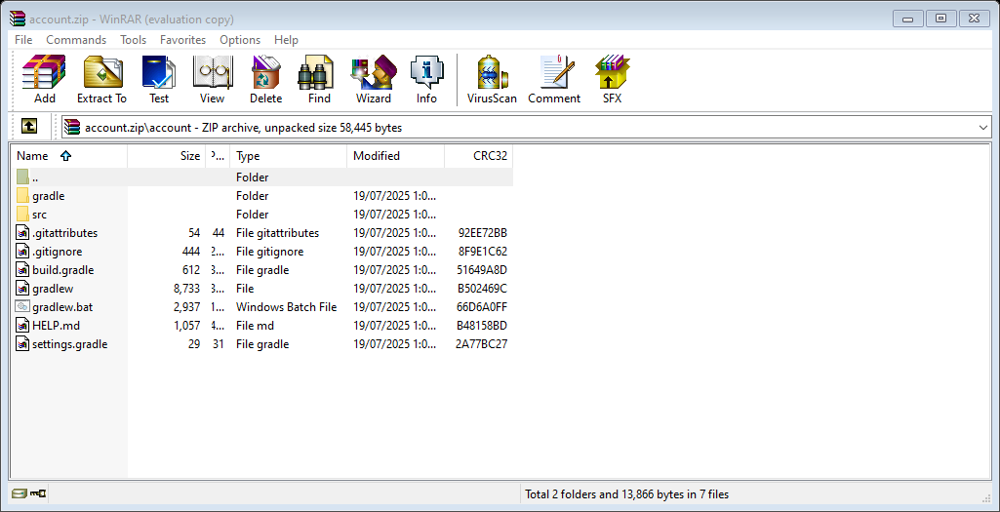 account.zip - WinRAR (evaluation copy)
File Commands Tools Favorites Options Help
Add Extract To Test View Delete Find Wizard Info VirusScan Comment SFX
account.zip\account - ZIP archive, unpacked size 58,445 bytes
Name Size P... Type Modified CRC32
.. Folder
gradle Folder 19/07/2025 1:0...
src Folder 19/07/2025 1:0...
.gitattributes 54 44 File gitattributes 19/07/2025 1:0... 92EE72BB
.gitignore 444 2... File gitignore 19/07/2025 1:0... 8F9E1C62
build.gradle 612 3... File gradle 19/07/2025 1:0... 51649A8D
gradlew 8,733 3... File 19/07/2025 1:0... B502469C
gradlew.bat 2,937 1... Windows Batch File 19/07/2025 1:0... 66D6A0FF
HELP.md 1,057 4... File md 19/07/2025 1:0... B48158BD
settings.gradle 29 31 File gradle 19/07/2025 1:0... 2A77BC27
Total 2 folders and 13,866 bytes in 7 files